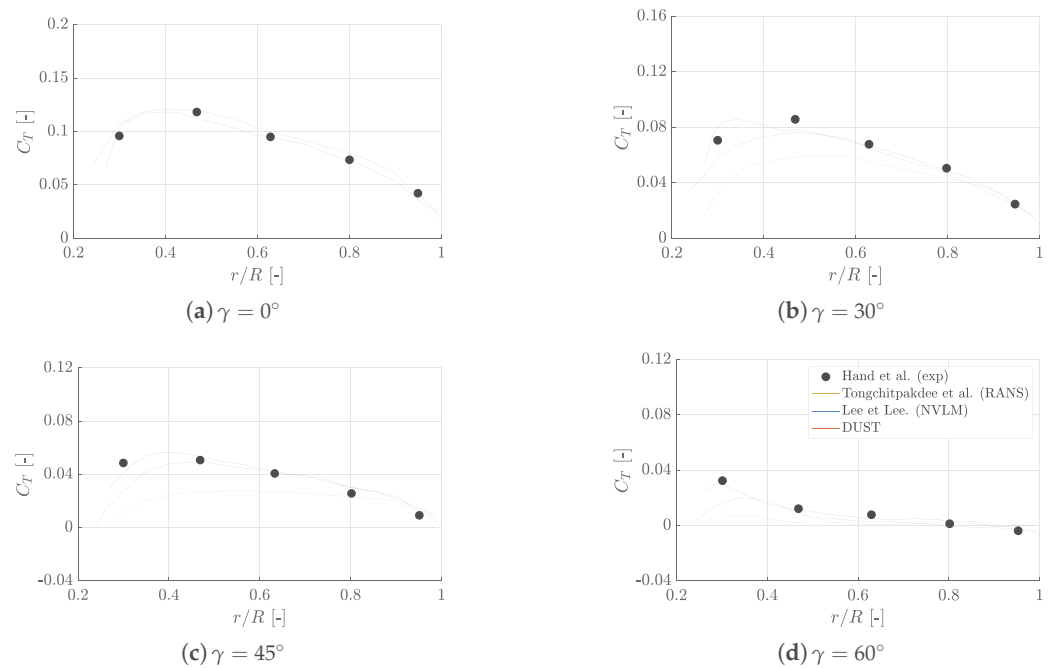 0.2
0.15
0.1
0.05
0
C_T [-]
0.2 0.4 0.6 0.8 1
r/R [-]
(a) γ = 0°
0.16
0.12
0.08
0.04
0
C_T [-]
0.2 0.4 0.6 0.8 1
r/R [-]
(b) γ = 30°
0.12
0.08
0.04
0
-0.04
C_T [-]
0.2 0.4 0.6 0.8 1
r/R [-]
(c) γ = 45°
0.12
0.08
0.04
0
-0.04
C_T [-]
Hand et al. (exp)
Tongchitpakdee et al. (RANS)
Lee et Lee. (NVLM)
DUST
0.2 0.4 0.6 0.8 1
r/R [-]
(d) γ = 60°